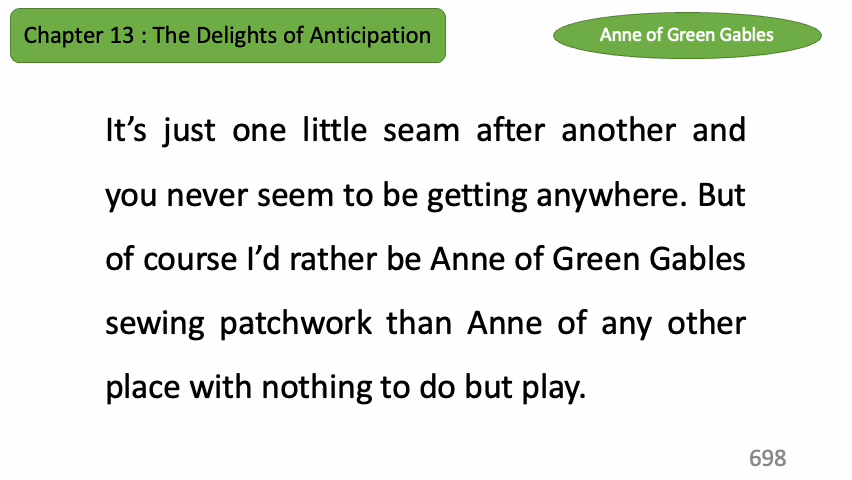 Chapter 13 : The Delights of Anticipation
Anne of Green Gables
It’s just one little seam after another and
you never seem to be getting anywhere. But
of course I’d rather be Anne of Green Gables
sewing patchwork than Anne of any other
place with nothing to do but play.
698